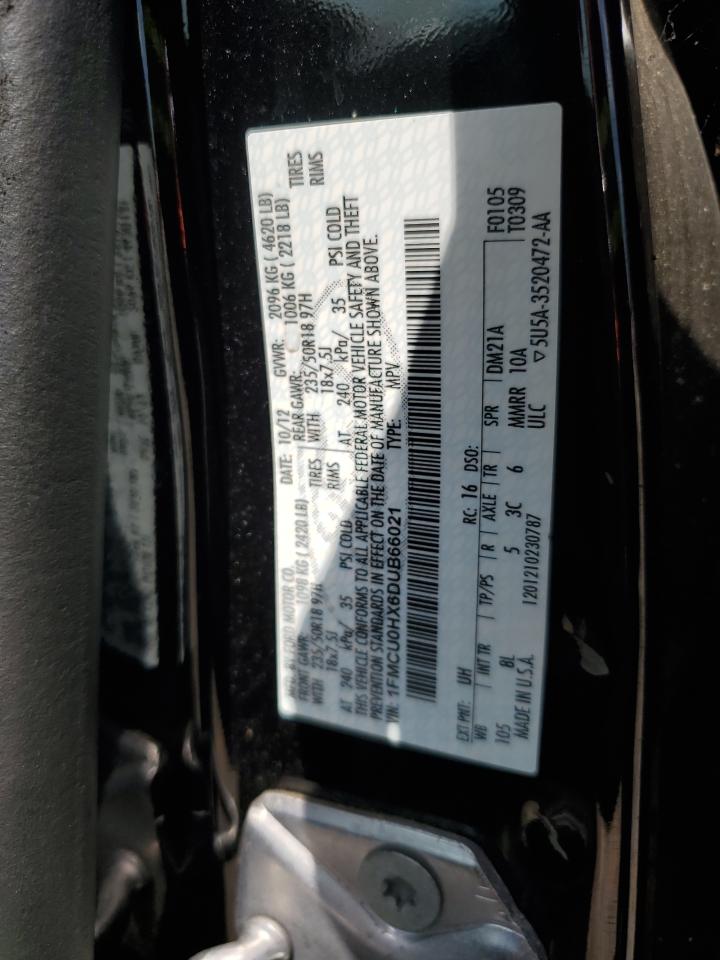 MFD. BY FORD MOTOR CO.
DATE: 10/12 GVWR: 2096 KG ( 4620 LB)
FRONT GAWR: 1098 KG ( 2420 LB) REAR GAWR: 1006 KG ( 2218 LB)
WITH 235/50R18 97H TIRES WITH 235/50R18 97H TIRES
18x7.5J RIMS 18x7.5J RIMS
AT 240 kPa/ 35 PSI COLD AT 240 kPa/ 35 PSI COLD
THIS VEHICLE CONFORMS TO ALL APPLICABLE FEDERAL MOTOR VEHICLE SAFETY AND THEFT
PREVENTION STANDARDS IN EFFECT ON THE DATE OF MANUFACTURE SHOWN ABOVE.
VIN: 1FMCU0HX6DUB66021 TYPE: MPV
EXT PNT: UH RC: 16 DSO:
WB INT TR TP/PS R AXLE TR SPR DM21A F0105
105 BL 5 3C 6 MMRR 10A T0309
MADE IN U.S.A. 1201210230787 ULC ▽5U5A-3520472-AA